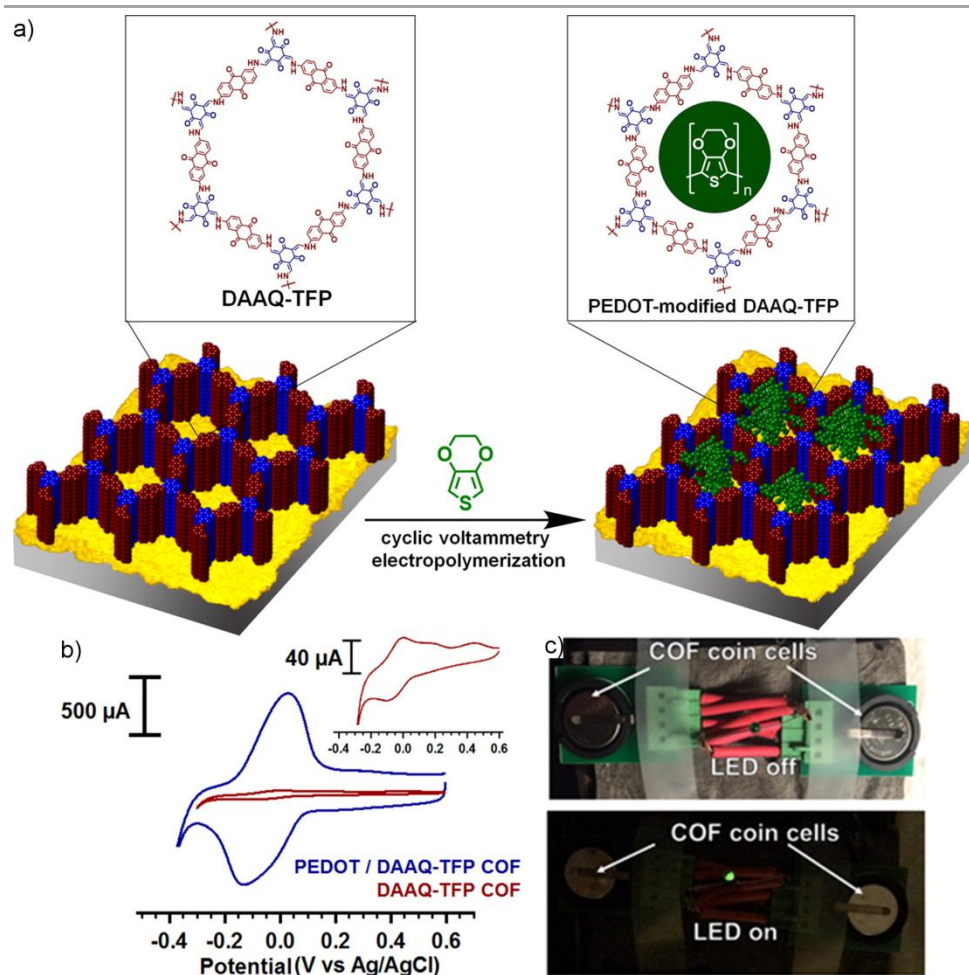 a)
DAAQ-TFP
n
PEDOT-modified DAAQ-TFP
O O
S
cyclic voltammetry
electropolymerization
b)
500 µA
40 µA
-0.4 -0.2 0.0 0.2 0.4 0.6
PEDOT / DAAQ-TFP COF
DAAQ-TFP COF
-0.4 -0.2 0.0 0.2 0.4 0.6
Potential (V vs Ag/AgCl)
c)
COF coin cells
LED off
COF coin cells
LED on